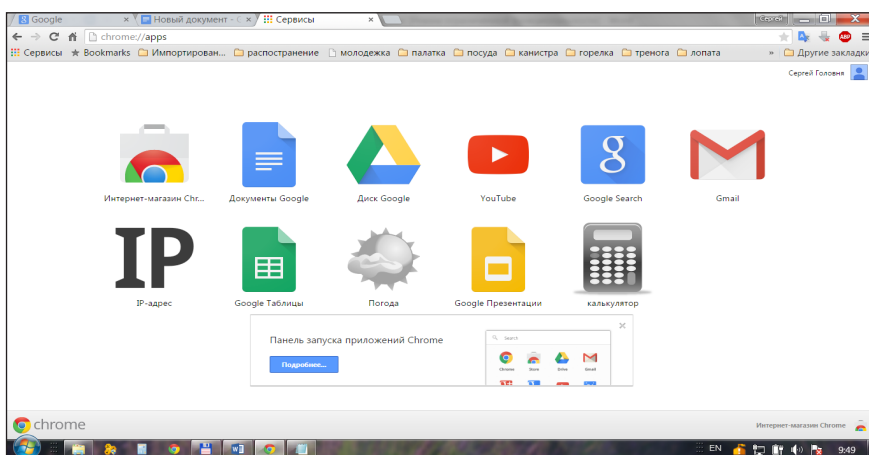 Google
Новый документ - G
Сервисы
Сергей
chrome://apps
ABP
Сервисы
Bookmarks
Импортирован...
распостранение
молодежка
палатка
посуда
канистра
горелка
тренога
лопата
»
Другие закладки
Сергей Головня
Интернет-магазин Chr...
Документы Google
Диск Google
YouTube
Google Search
Gmail
IP
IP-адрес
Google Таблицы
Погода
Google Презентации
калькулятор
Панель запуска приложений Chrome
Подробнее...
Search
Chrome
Store
Drive
Gmail
chrome
Интернет-магазин Chrome
EN
9:49